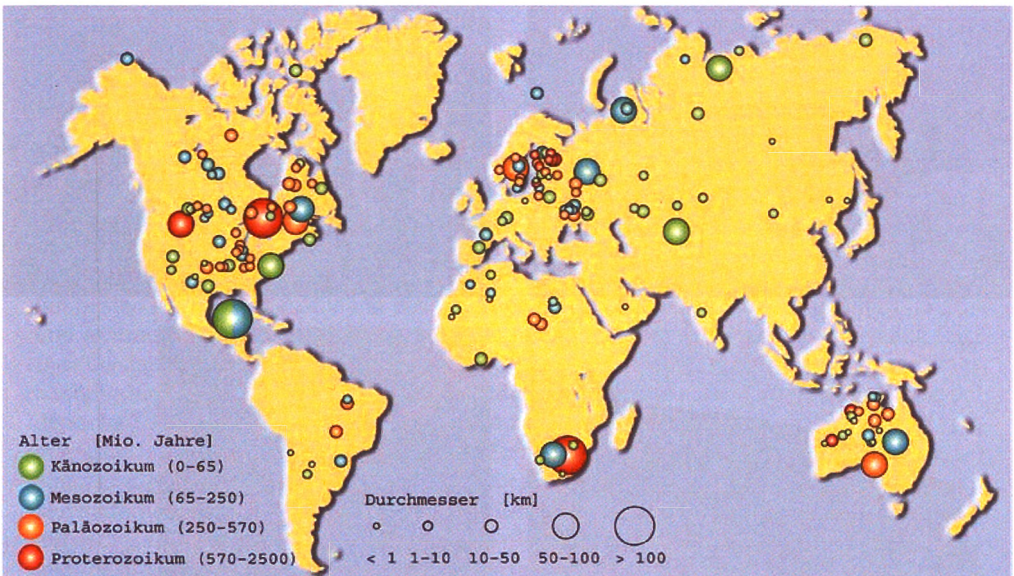 Alter [Mio. Jahre]
Känozoikum (0-65)
Mesozoikum (65-250)
Paläozoikum (250-570)
Proterozoikum (570-2500)
Durchmesser [km]
< 1 1-10 10-50 50-100 > 100